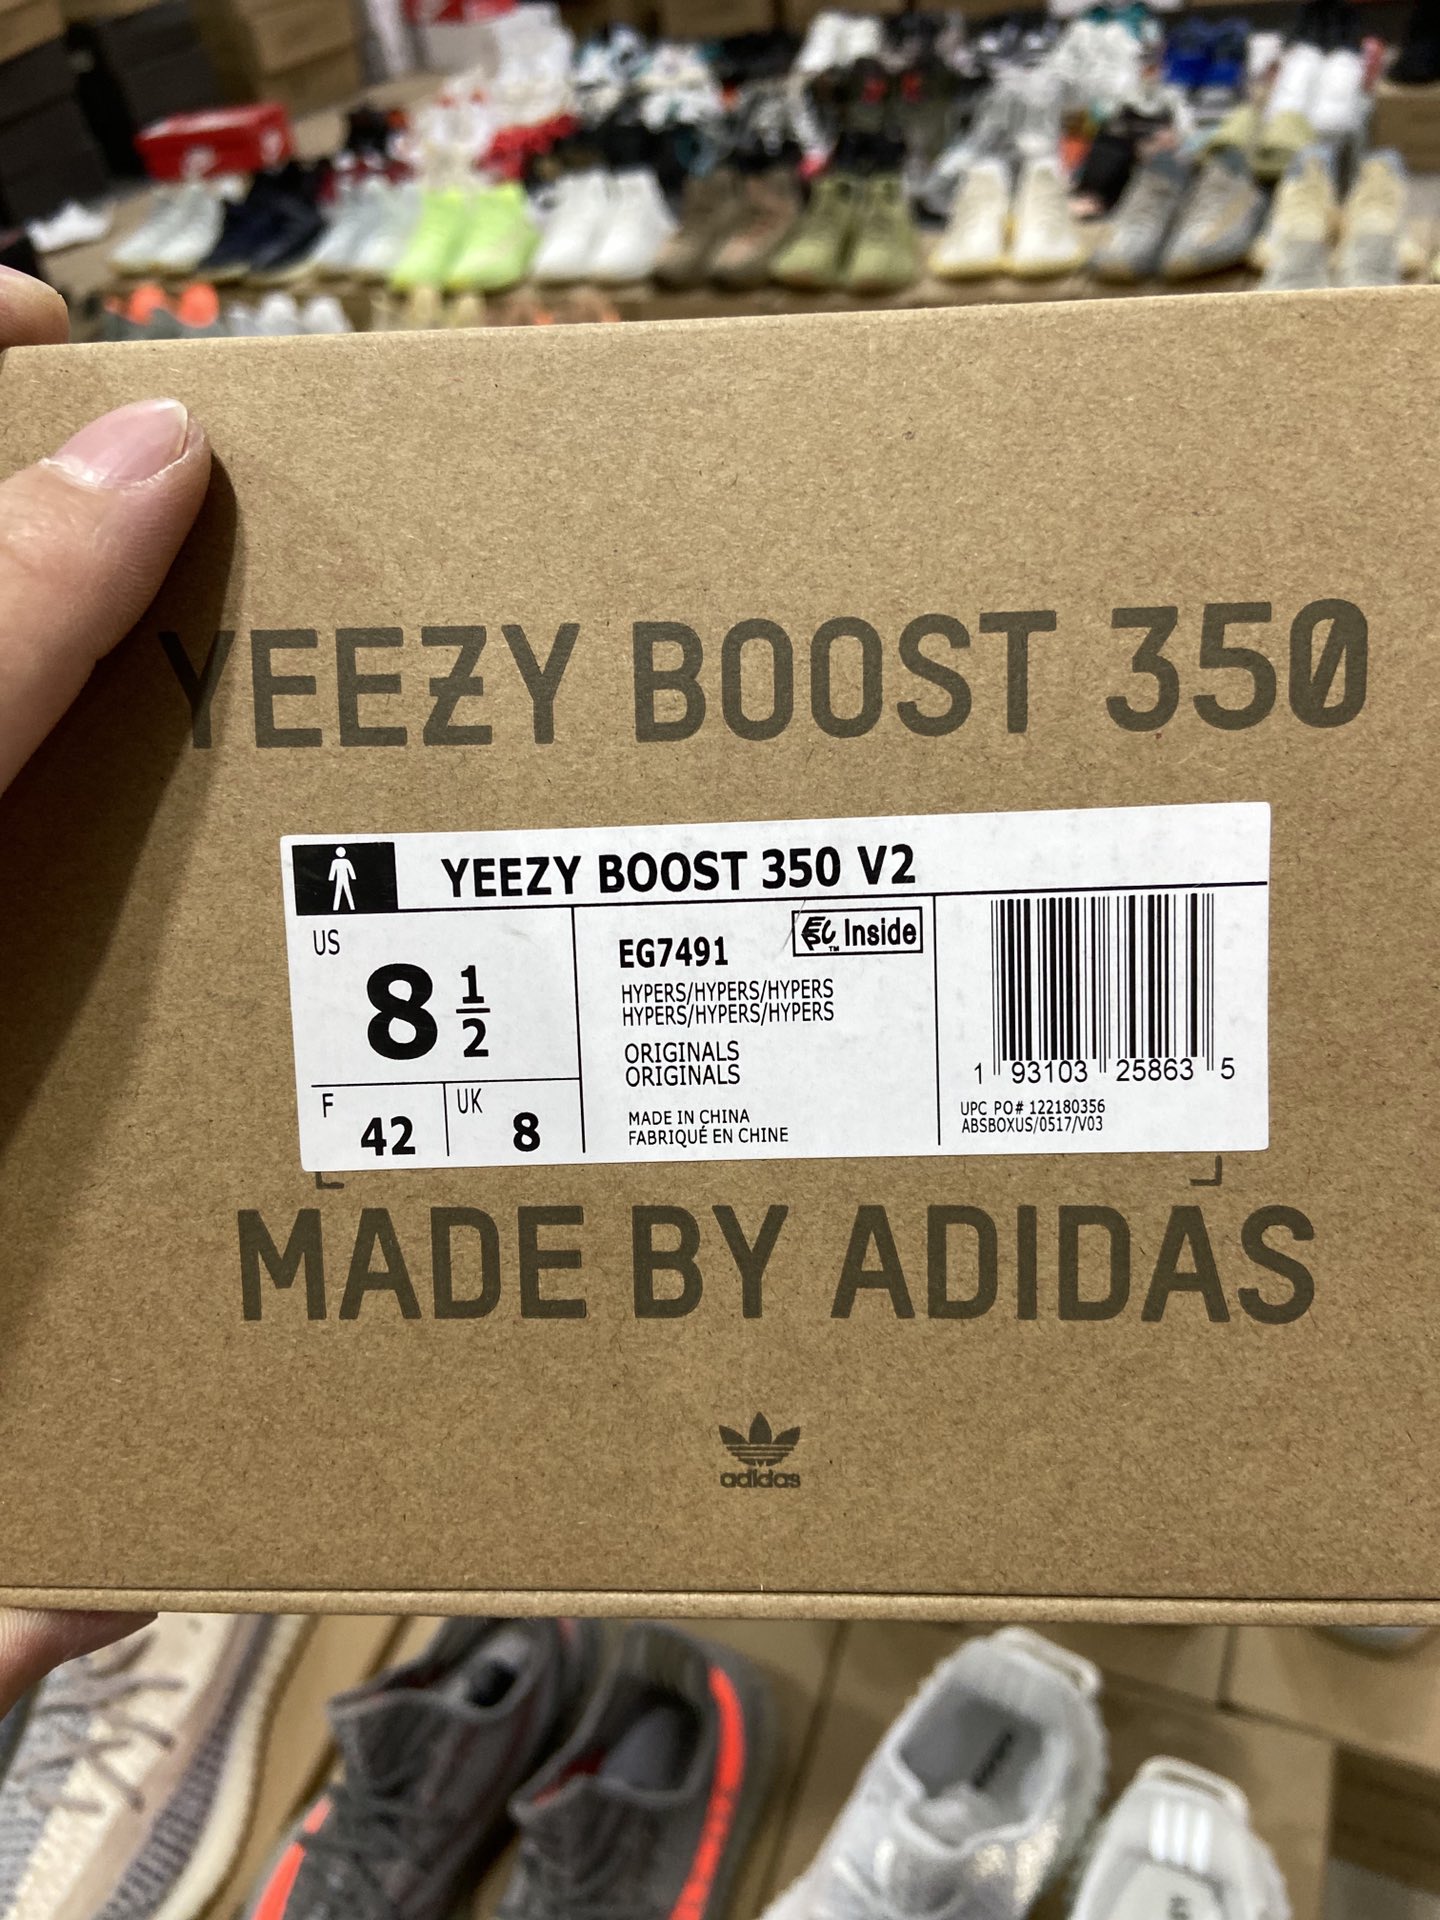 YEEZY BOOST 350
YEEZY BOOST 350 V2
US
8 1/2
F
42
UK
8
EG7491
Inside
HYPERS/HYPERS/HYPERS
HYPERS/HYPERS/HYPERS
ORIGINALS
ORIGINALS
MADE IN CHINA
FABRIQUÉ EN CHINE
1 93103 25863 5
UPC PO# 122180356
ABSBOXUS/0517/V03
MADE BY ADIDAS
adidas